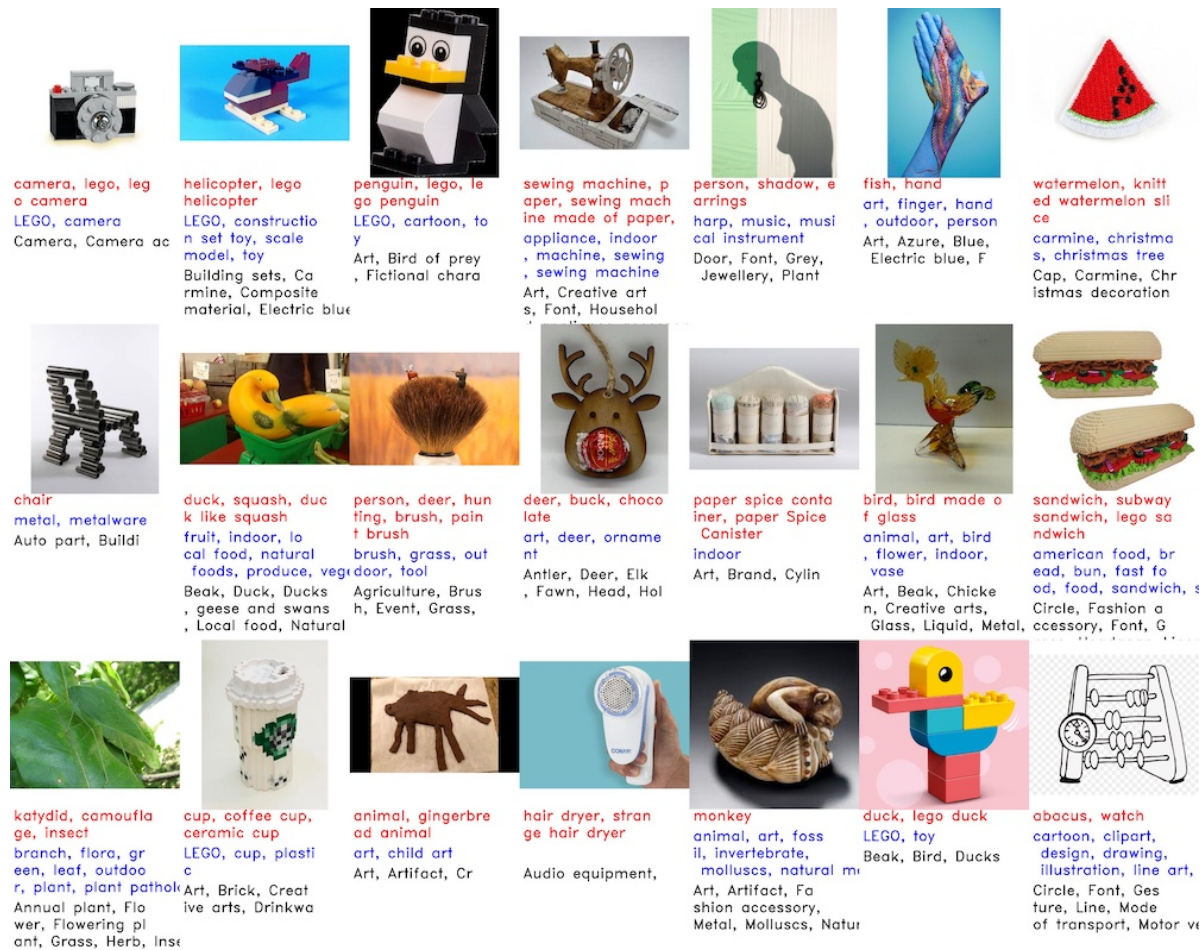 camera, lego, leg
o camera
LEGO, camera
Camera, Camera ac
helicopter, lego
helicopter
LEGO, constructio
n set toy, scale
model, toy
Building sets, Ca
rmine, Composite
material, Electric blue
penguin, lego, le
go penguin
LEGO, cartoon, to
y
Art, Bird of prey
, Fictional chara
sewing machine, p
aper, sewing mach
ine made of paper,
appliance, indoor
, machine, sewing
, sewing machine
Art, Creative art
s, Font, Househol
person, shadow, e
arrings
harp, music, musi
cal instrument
Door, Font, Grey,
Jewellery, Plant
fish, hand
art, finger, hand
, outdoor, person
Art, Azure, Blue,
Electric blue, F
watermelon, knitt
ed watermelon sli
ce
carmine, christma
s, christmas tree
Cap, Carmine, Chr
istmas decoration
chair
metal, metalware
Auto part, Buildi
duck, squash, duc
k like squash
fruit, indoor, lo
cal food, natural
foods, produce, vege
Beak, Duck, Ducks
, geese and swans
, Local food, Natural
person, deer, hun
ting, brush, pain
t brush
brush, grass, out
door, tool
Agriculture, Brus
h, Event, Grass,
deer, buck, choco
late
art, deer, orname
nt
Antler, Deer, Elk
, Fawn, Head, Hol
paper spice conta
iner, paper Spice
Canister
indoor
Art, Brand, Cylin
bird, bird made o
f glass
animal, art, bird
, flower, indoor,
vase
Art, Beak, Chicke
n, Creative arts,
Glass, Liquid, Metal,
sandwich, subway
sandwich, lego sa
ndwich
american food, br
ead, bun, fast fo
od, food, sandwich, s
Circle, Fashion a
ccessory, Font, G
katydid, camoufla
ge, insect
branch, flora, gr
een, leaf, outdoo
r, plant, plant patholo
Annual plant, Flo
wer, Flowering pl
ant, Grass, Herb, Inse
cup, coffee cup,
ceramic cup
LEGO, cup, plasti
c
Art, Brick, Creat
ive arts, Drinkwa
animal, gingerbre
ad animal
art, child art
Art, Artifact, Cr
CONAIR
hair dryer, stran
ge hair dryer
Audio equipment,
monkey
animal, art, foss
il, invertebrate,
molluscs, natural m
Art, Artifact, Fa
shion accessory,
Metal, Molluscs, Natur
duck, lego duck
LEGO, toy
Beak, Bird, Ducks
abacus, watch
cartoon, clipart,
design, drawing,
illustration, line art,
Circle, Font, Ges
ture, Line, Mode
of transport, Motor ve